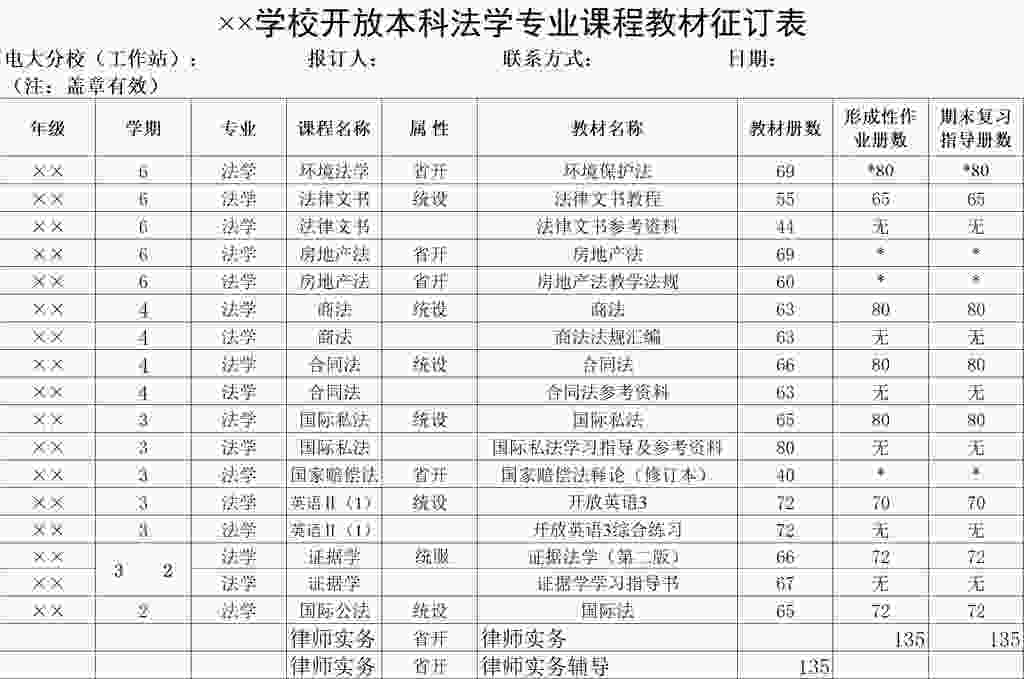 ××学校开放本科法学专业课程教材征订表
电大分校（工作站）： 报订人： 联系方式： 日期：
（注：盖章有效）
年级 学期 专业 课程名称 属 性 教材名称 教材册数 形成性作业册数 期末复习指导册数
×× 6 法学 环境法学 省开 环境保护法 69 *80 *80
×× 6 法学 法律文书 统设 法律文书教程 55 65 65
×× 6 法学 法律文书 法律文书参考资料 44 无 无
×× 6 法学 房地产法 省开 房地产法 69 * *
×× 6 法学 房地产法 省开 房地产法教学法规 60 * *
×× 4 法学 商法 统设 商法 63 80 80
×× 4 法学 商法 商法法规汇编 63 无 无
×× 4 法学 合同法 统设 合同法 66 80 80
×× 4 法学 合同法 合同法参考资料 63 无 无
×× 3 法学 国际私法 统设 国际私法 65 80 80
×× 3 法学 国际私法 国际私法学习指导及参考资料 80 无 无
×× 3 法学 国家赔偿法 省开 国家赔偿法释论（修订本） 40 * *
×× 3 法学 英语Ⅱ（1） 统设 开放英语3 72 70 70
×× 3 法学 英语Ⅱ（1） 开放英语3综合练习 72 无 无
×× 3 2 法学 证据学 统服 证据法学（第二版） 66 72 72
×× 法学 证据学 证据学学习指导书 67 无 无
×× 2 法学 国际公法 统设 国际法 65 72 72
律师实务 省开 律师实务 135 135
律师实务 省开 律师实务辅导 135